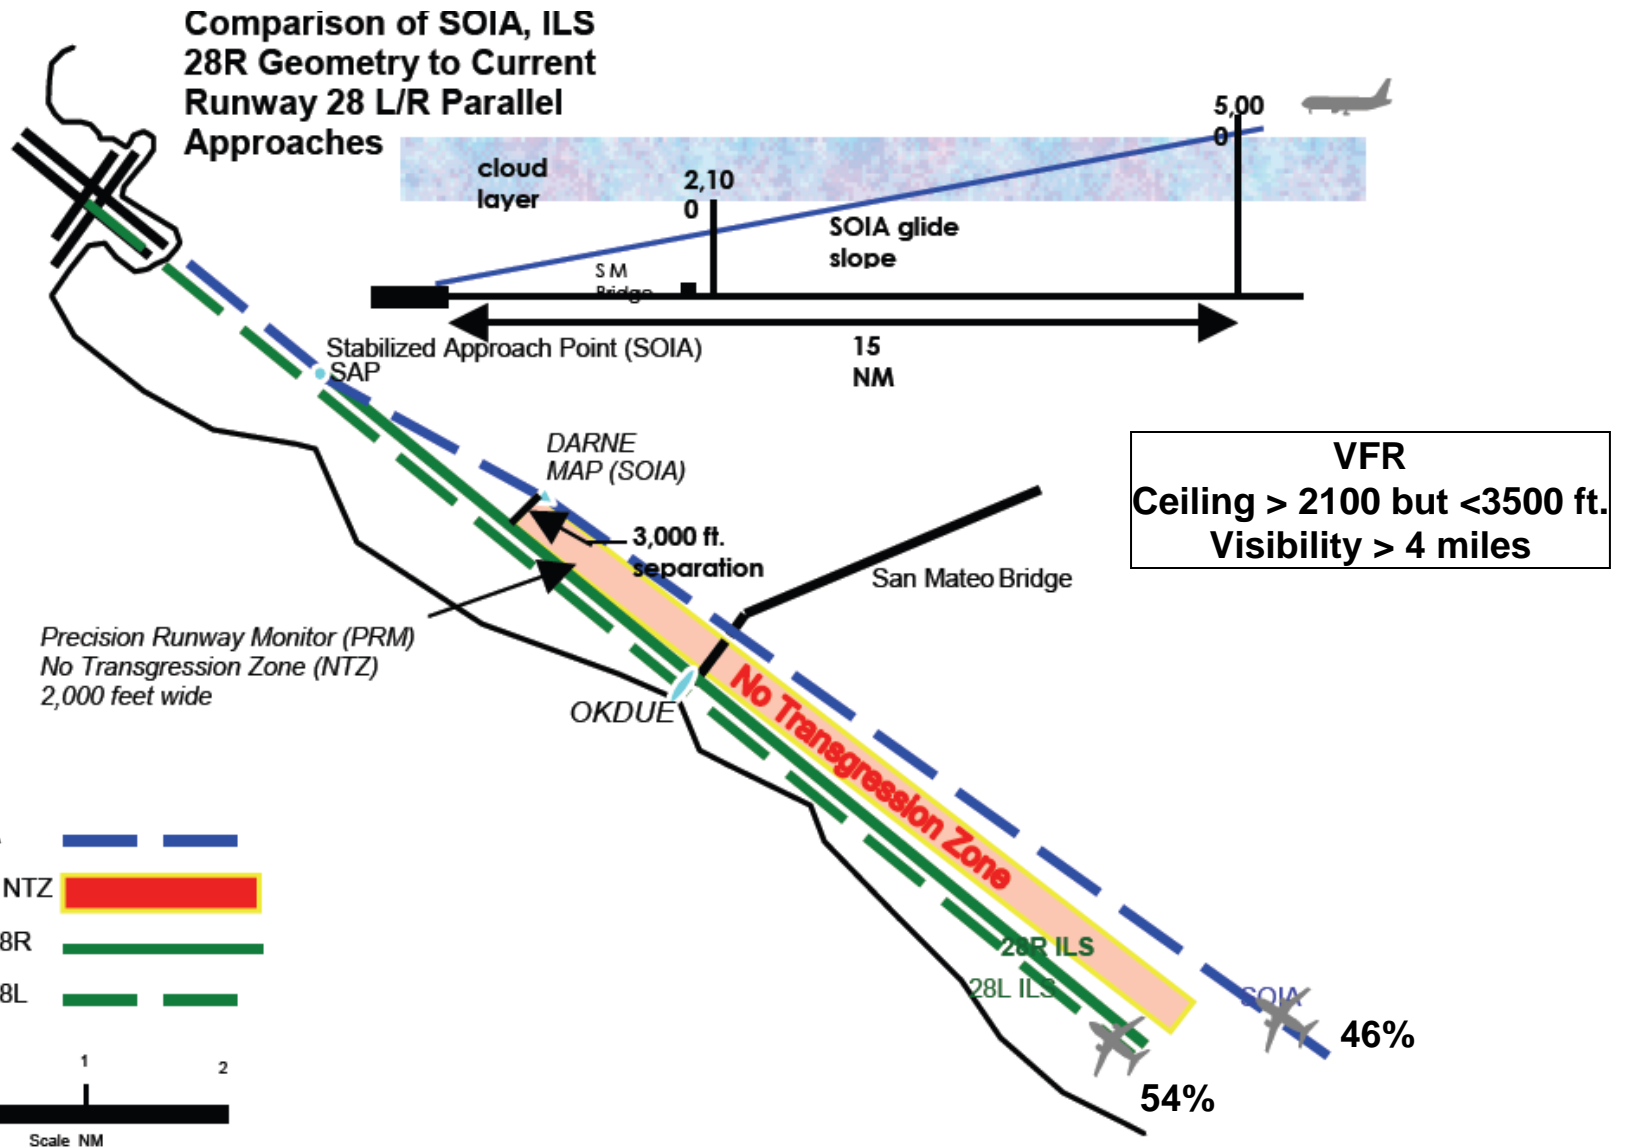 Comparison of SOIA, ILS
28R Geometry to Current
Runway 28 L/R Parallel
Approaches
cloud
layer
2,10
0
5,00
0
SOIA glide
slope
S M
Bridge
15
NM
Stabilized Approach Point (SOIA)
SAP
DARNE
MAP (SOIA)
VFR
Ceiling > 2100 but <3500 ft.
Visibility > 4 miles
3,000 ft.
separation
San Mateo Bridge
Precision Runway Monitor (PRM)
No Transgression Zone (NTZ)
2,000 feet wide
OKDUE
No Transgression Zone
NTZ
8R
8L
28R ILS
28L ILS
SOIA
46%
54%
1
2
Scale NM